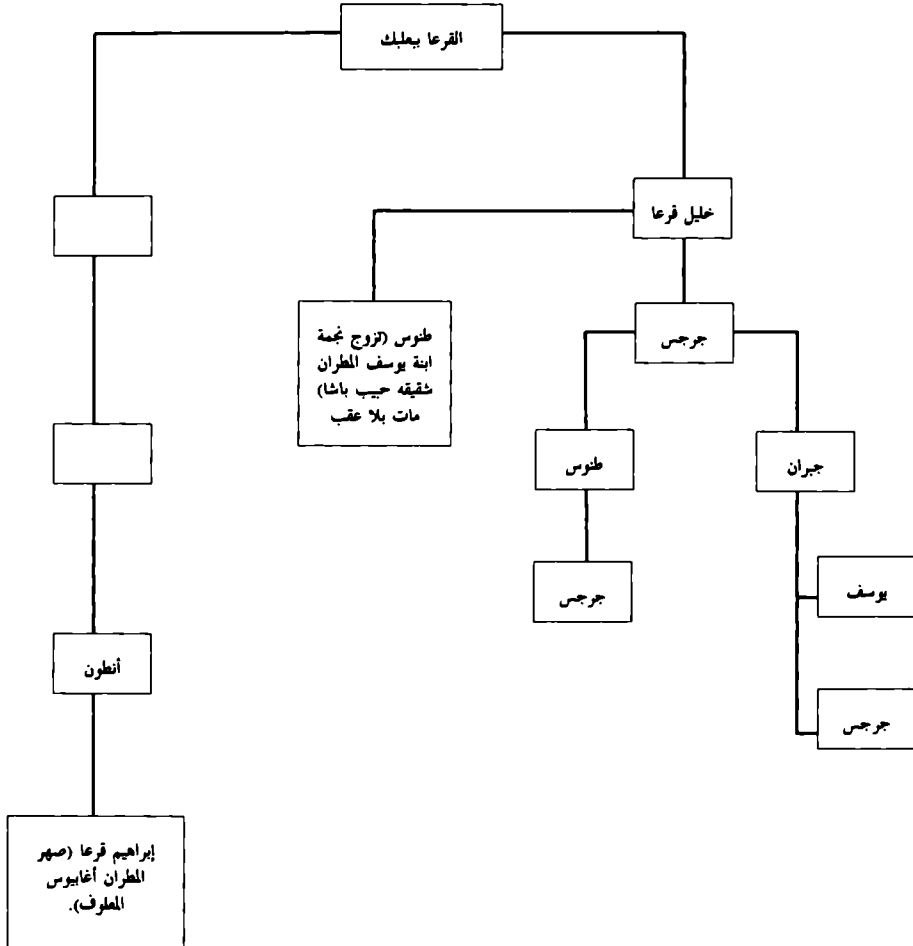 القرعا ببعلبك
خليل قرعا
طنوس (تزوج نجمة
ابنة يوسف المطران
شقيقه حبيب باشا)
مات بلا عقب
جرجس
طنوس
جبران
جرجس
يوسف
جرجس
أنطون
إبراهيم قرعا (صهر
المطران أغابيوس
المعلوف).